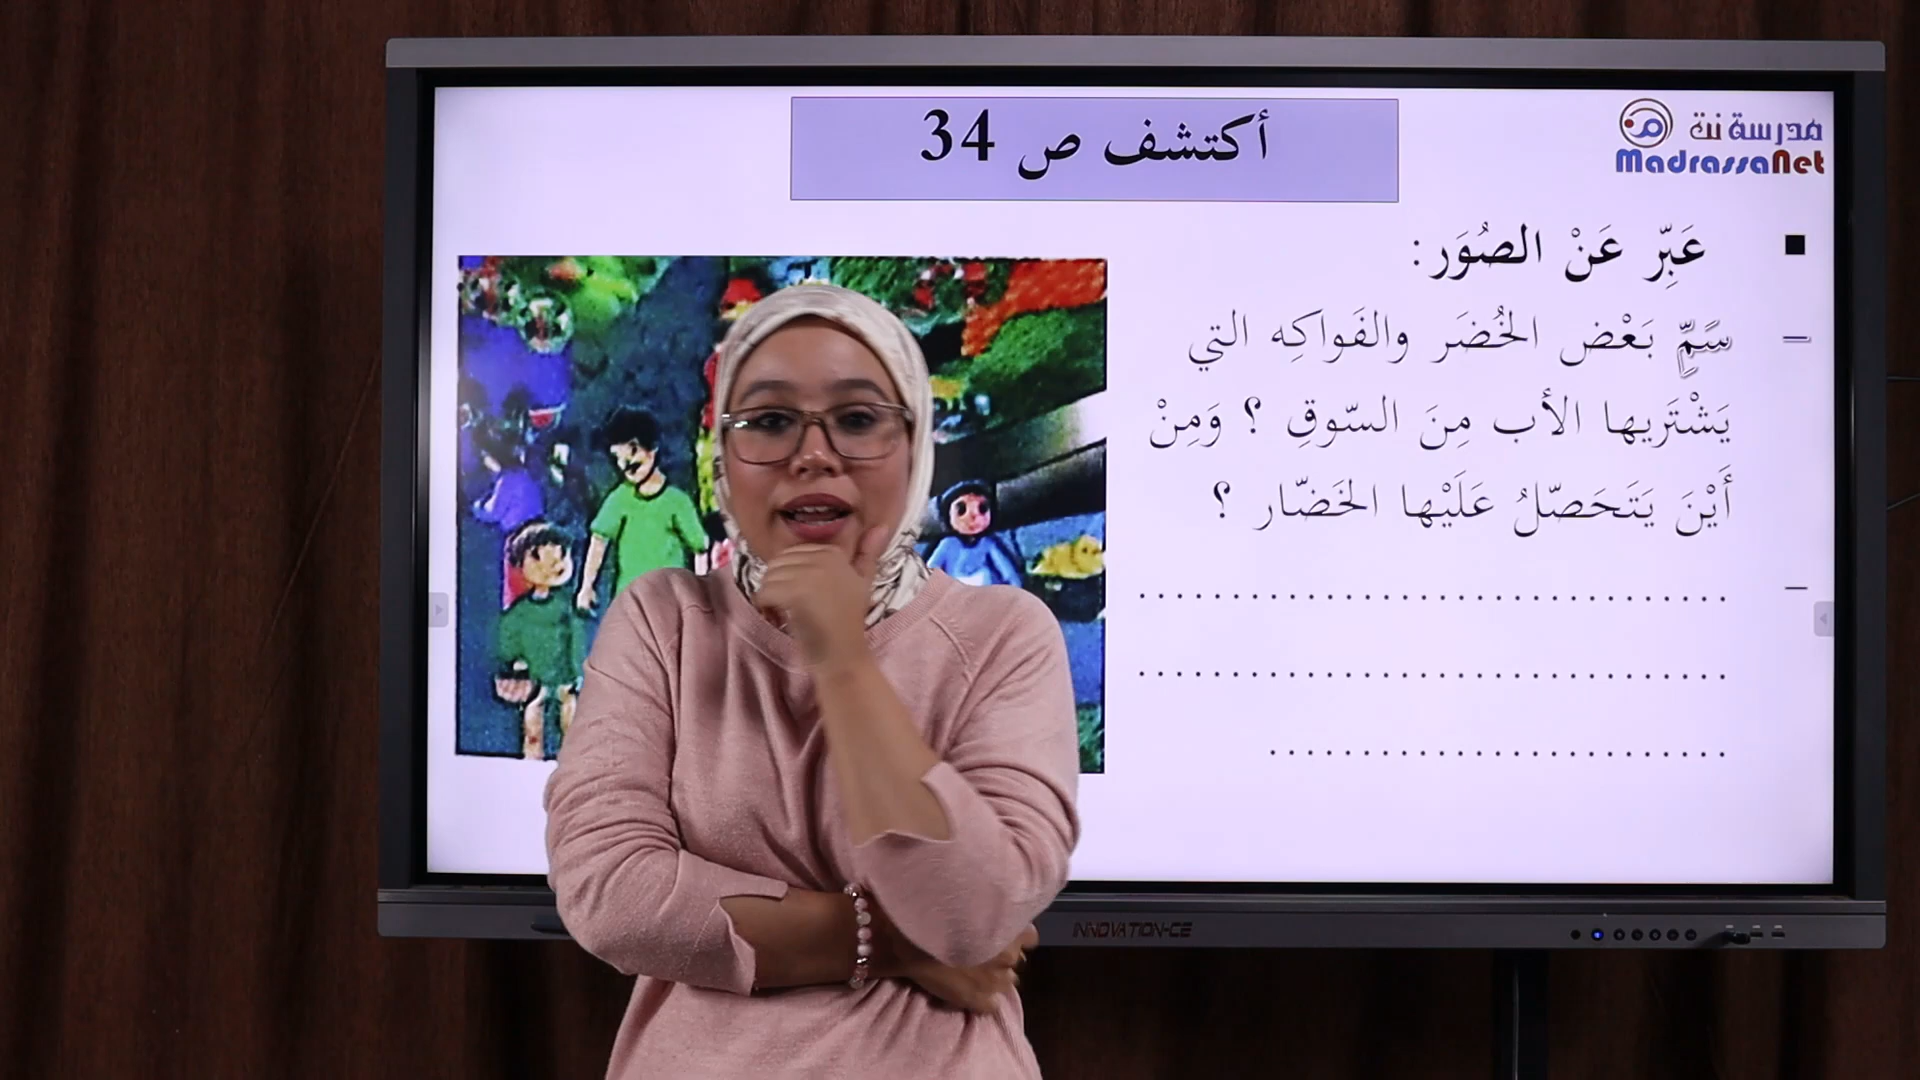 أكتشف ص 34
مدرسة نت
MadrassaNet
■ عَبِّر عَنْ الصُوَر:
– سَمِّ بَعْض الخُضَر والفَواكِه التي
يَشْتَريها الأب مِنَ السّوقِ ؟ وَمِنْ
أَيْنَ يَتَحَصّلُ عَلَيْها الخَضّار ؟
– ................................
................................
.........................
INNOVATION-CE